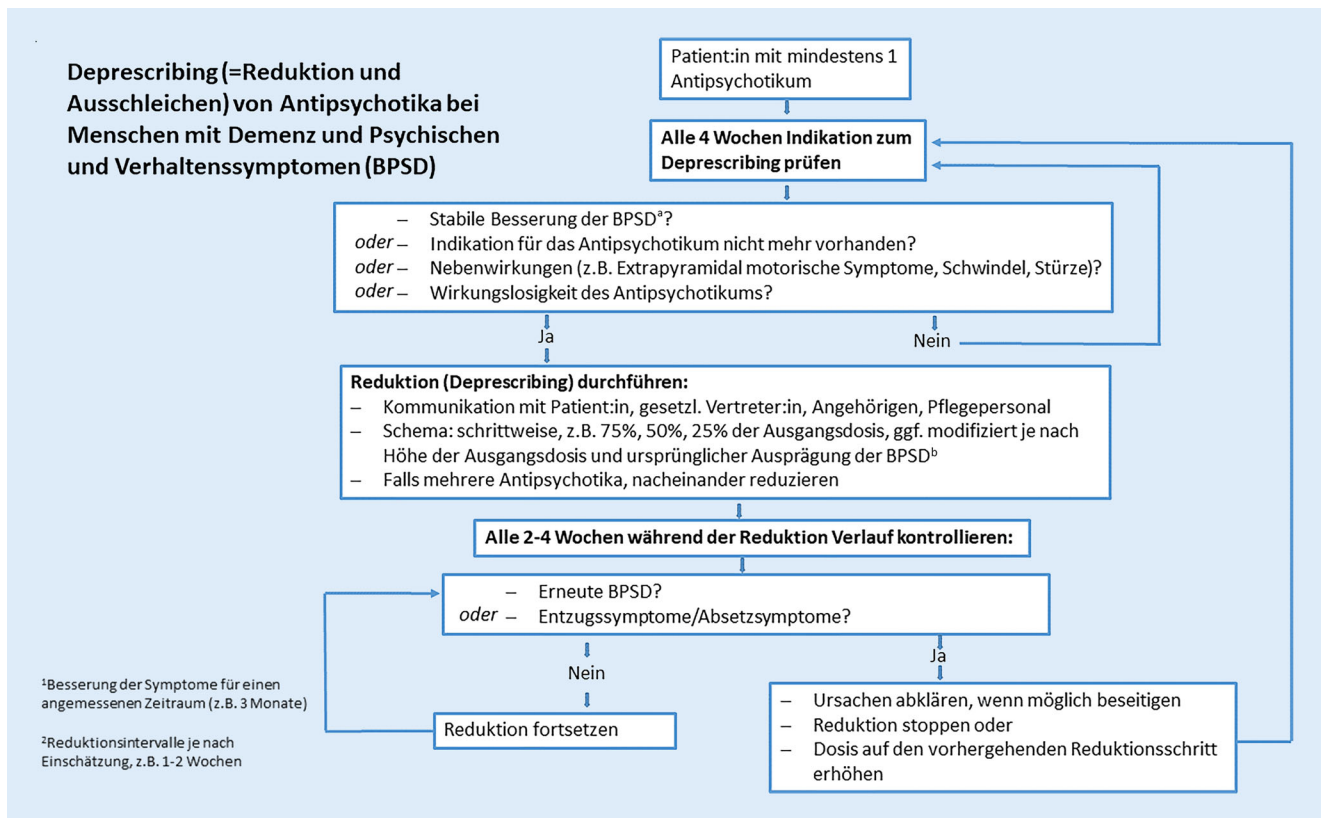 Deprescribing (=Reduktion und
Ausschleichen) von Antipsychotika bei
Menschen mit Demenz und Psychischen
und Verhaltenssymptomen (BPSD)
Patient:in mit mindestens 1
Antipsychotikum
Alle 4 Wochen Indikation zum
Deprescribing prüfen
– Stabile Besserung der BPSDᵃ?
oder – Indikation für das Antipsychotikum nicht mehr vorhanden?
oder – Nebenwirkungen (z.B. Extrapyramidal motorische Symptome, Schwindel, Stürze)?
oder – Wirkungslosigkeit des Antipsychotikums?
Ja
Nein
Reduktion (Deprescribing) durchführen:
– Kommunikation mit Patient:in, gesetzl. Vertreter:in, Angehörigen, Pflegepersonal
– Schema: schrittweise, z.B. 75%, 50%, 25% der Ausgangsdosis, ggf. modifiziert je nach
Höhe der Ausgangsdosis und ursprünglicher Ausprägung der BPSDᵇ
– Falls mehrere Antipsychotika, nacheinander reduzieren
Alle 2-4 Wochen während der Reduktion Verlauf kontrollieren:
– Erneute BPSD?
oder – Entzugssymptome/Absetzsymptome?
Nein
Ja
Reduktion fortsetzen
– Ursachen abklären, wenn möglich beseitigen
– Reduktion stoppen oder
– Dosis auf den vorhergehenden Reduktionsschritt
erhöhen
¹Besserung der Symptome für einen
angemessenen Zeitraum (z.B. 3 Monate)
²Reduktionsintervalle je nach
Einschätzung, z.B. 1-2 Wochen